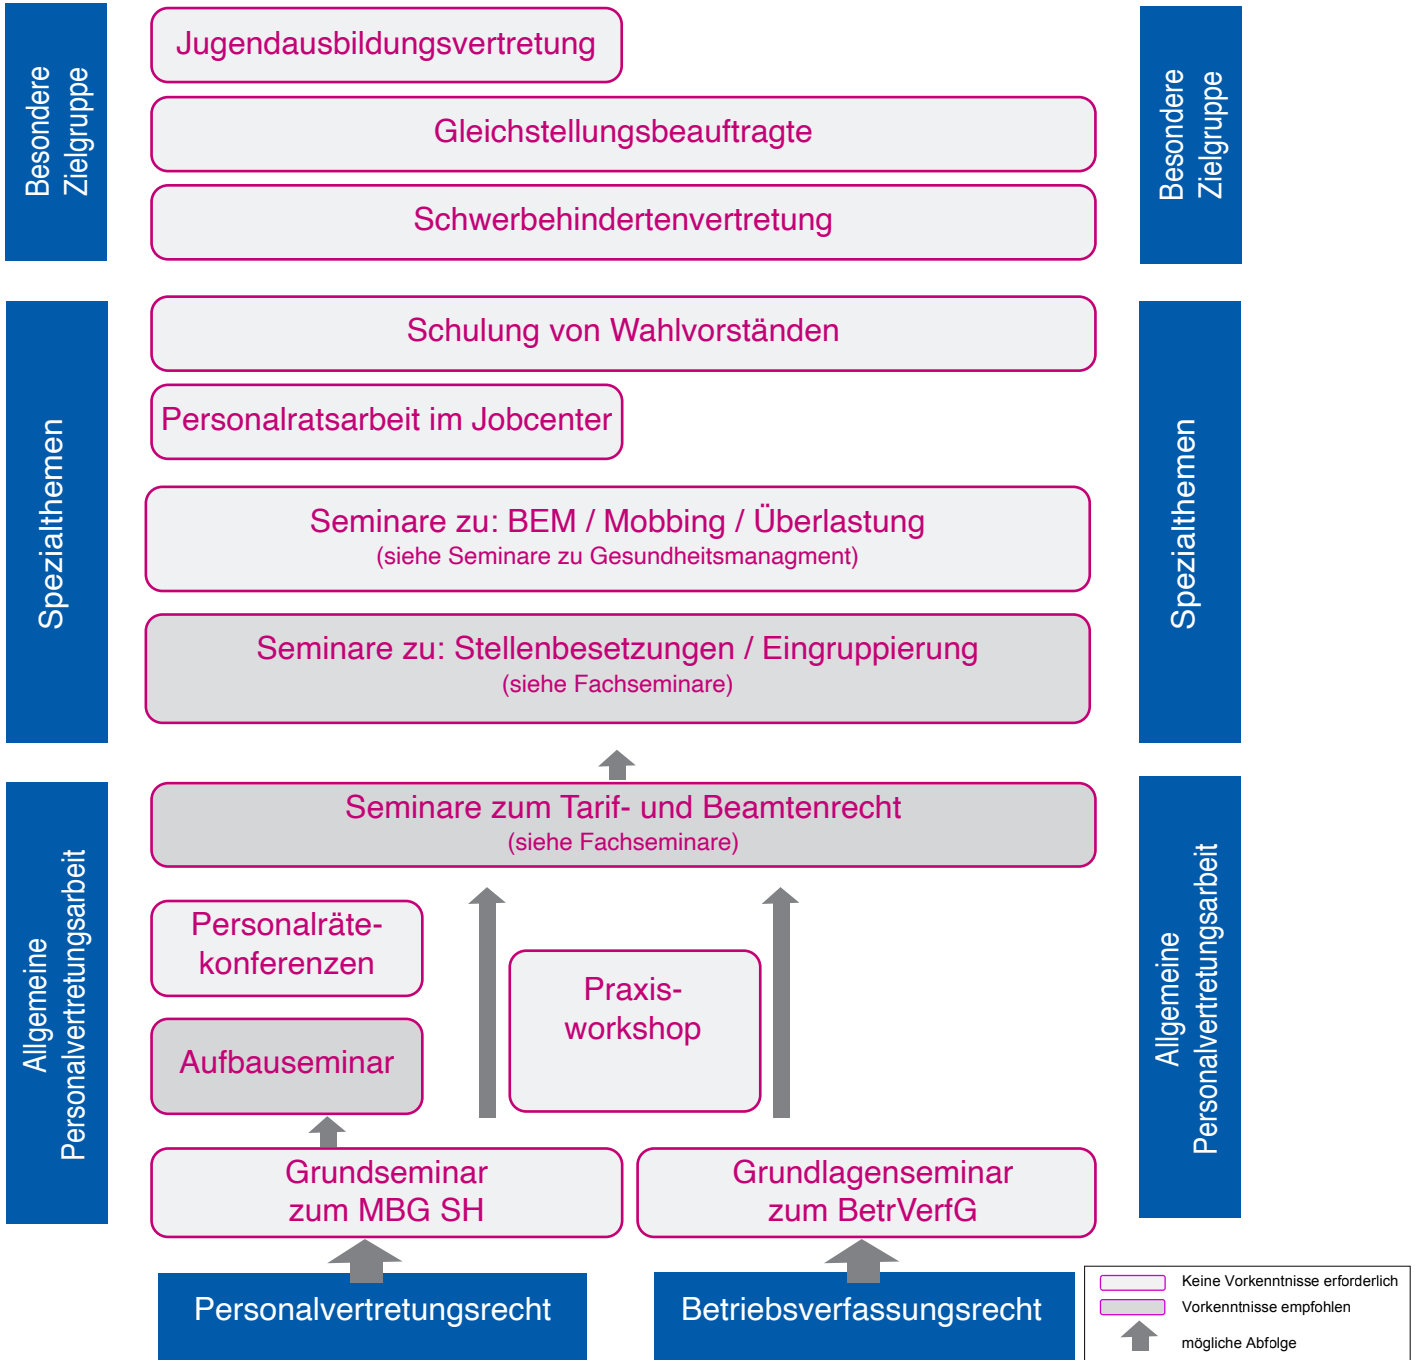 Besondere
Zielgruppe
Jugendausbildungsvertretung
Gleichstellungsbeauftragte
Schwerbehindertenvertretung
Besondere
Zielgruppe
Spezialthemen
Schulung von Wahlvorständen
Personalratsarbeit im Jobcenter
Seminare zu: BEM / Mobbing / Überlastung
(siehe Seminare zu Gesundheitsmanagment)
Seminare zu: Stellenbesetzungen / Eingruppierung
(siehe Fachseminare)
Spezialthemen
Allgemeine
Personalvertretungsarbeit
Seminare zum Tarif- und Beamtenrecht
(siehe Fachseminare)
Personalräte-
konferenzen
Praxis-
workshop
Aufbauseminar
Grundseminar
zum MBG SH
Grundlagenseminar
zum BetrVerfG
Allgemeine
Personalvertretungsarbeit
Personalvertretungsrecht
Betriebsverfassungsrecht
Keine Vorkenntnisse erforderlich
Vorkenntnisse empfohlen
mögliche Abfolge